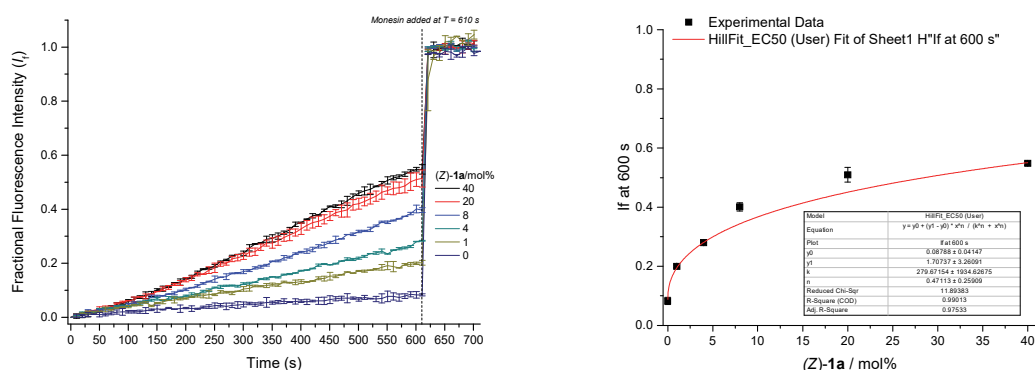 Monesin added at T = 610 s
Fractional Fluorescence Intensity (If)
1.0
0.8
0.6
0.4
0.2
0.0
(Z)-1a/mol%
40
20
8
4
1
0
0 50 100 150 200 250 300 350 400 450 500 550 600 650 700
Time (s)
Experimental Data
HillFit_EC50 (User) Fit of Sheet1 H"If at 600 s"
If at 600 s
1.0
0.8
0.6
0.4
0.2
0.0
Model HillFit_EC50 (User)
Equation y = y0 + (y1 - y0) * x^n / (k^n + x^n)
Plot If at 600 s
y0 0.08788 ± 0.04147
y1 1.70737 ± 3.26091
k 279.67154 ± 1934.62675
n 0.47113 ± 0.25909
Reduced Chi-Sqr 11.89383
R-Square (COD) 0.99013
Adj. R-Square 0.97533
0 5 10 15 20 25 30 35 40
(Z)-1a / mol%